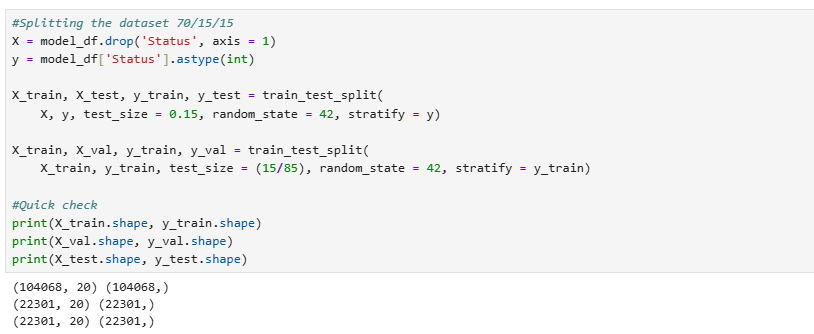 #Splitting the dataset 70/15/15
X = model_df.drop('Status', axis = 1)
y = model_df['Status'].astype(int)
X_train, X_test, y_train, y_test = train_test_split(
    X, y, test_size = 0.15, random_state = 42, stratify = y)
X_train, X_val, y_train, y_val = train_test_split(
    X_train, y_train, test_size = (15/85), random_state = 42, stratify = y_train)
#Quick check
print(X_train.shape, y_train.shape)
print(X_val.shape, y_val.shape)
print(X_test.shape, y_test.shape)
(104068, 20) (104068,)
(22301, 20) (22301,)
(22301, 20) (22301,)